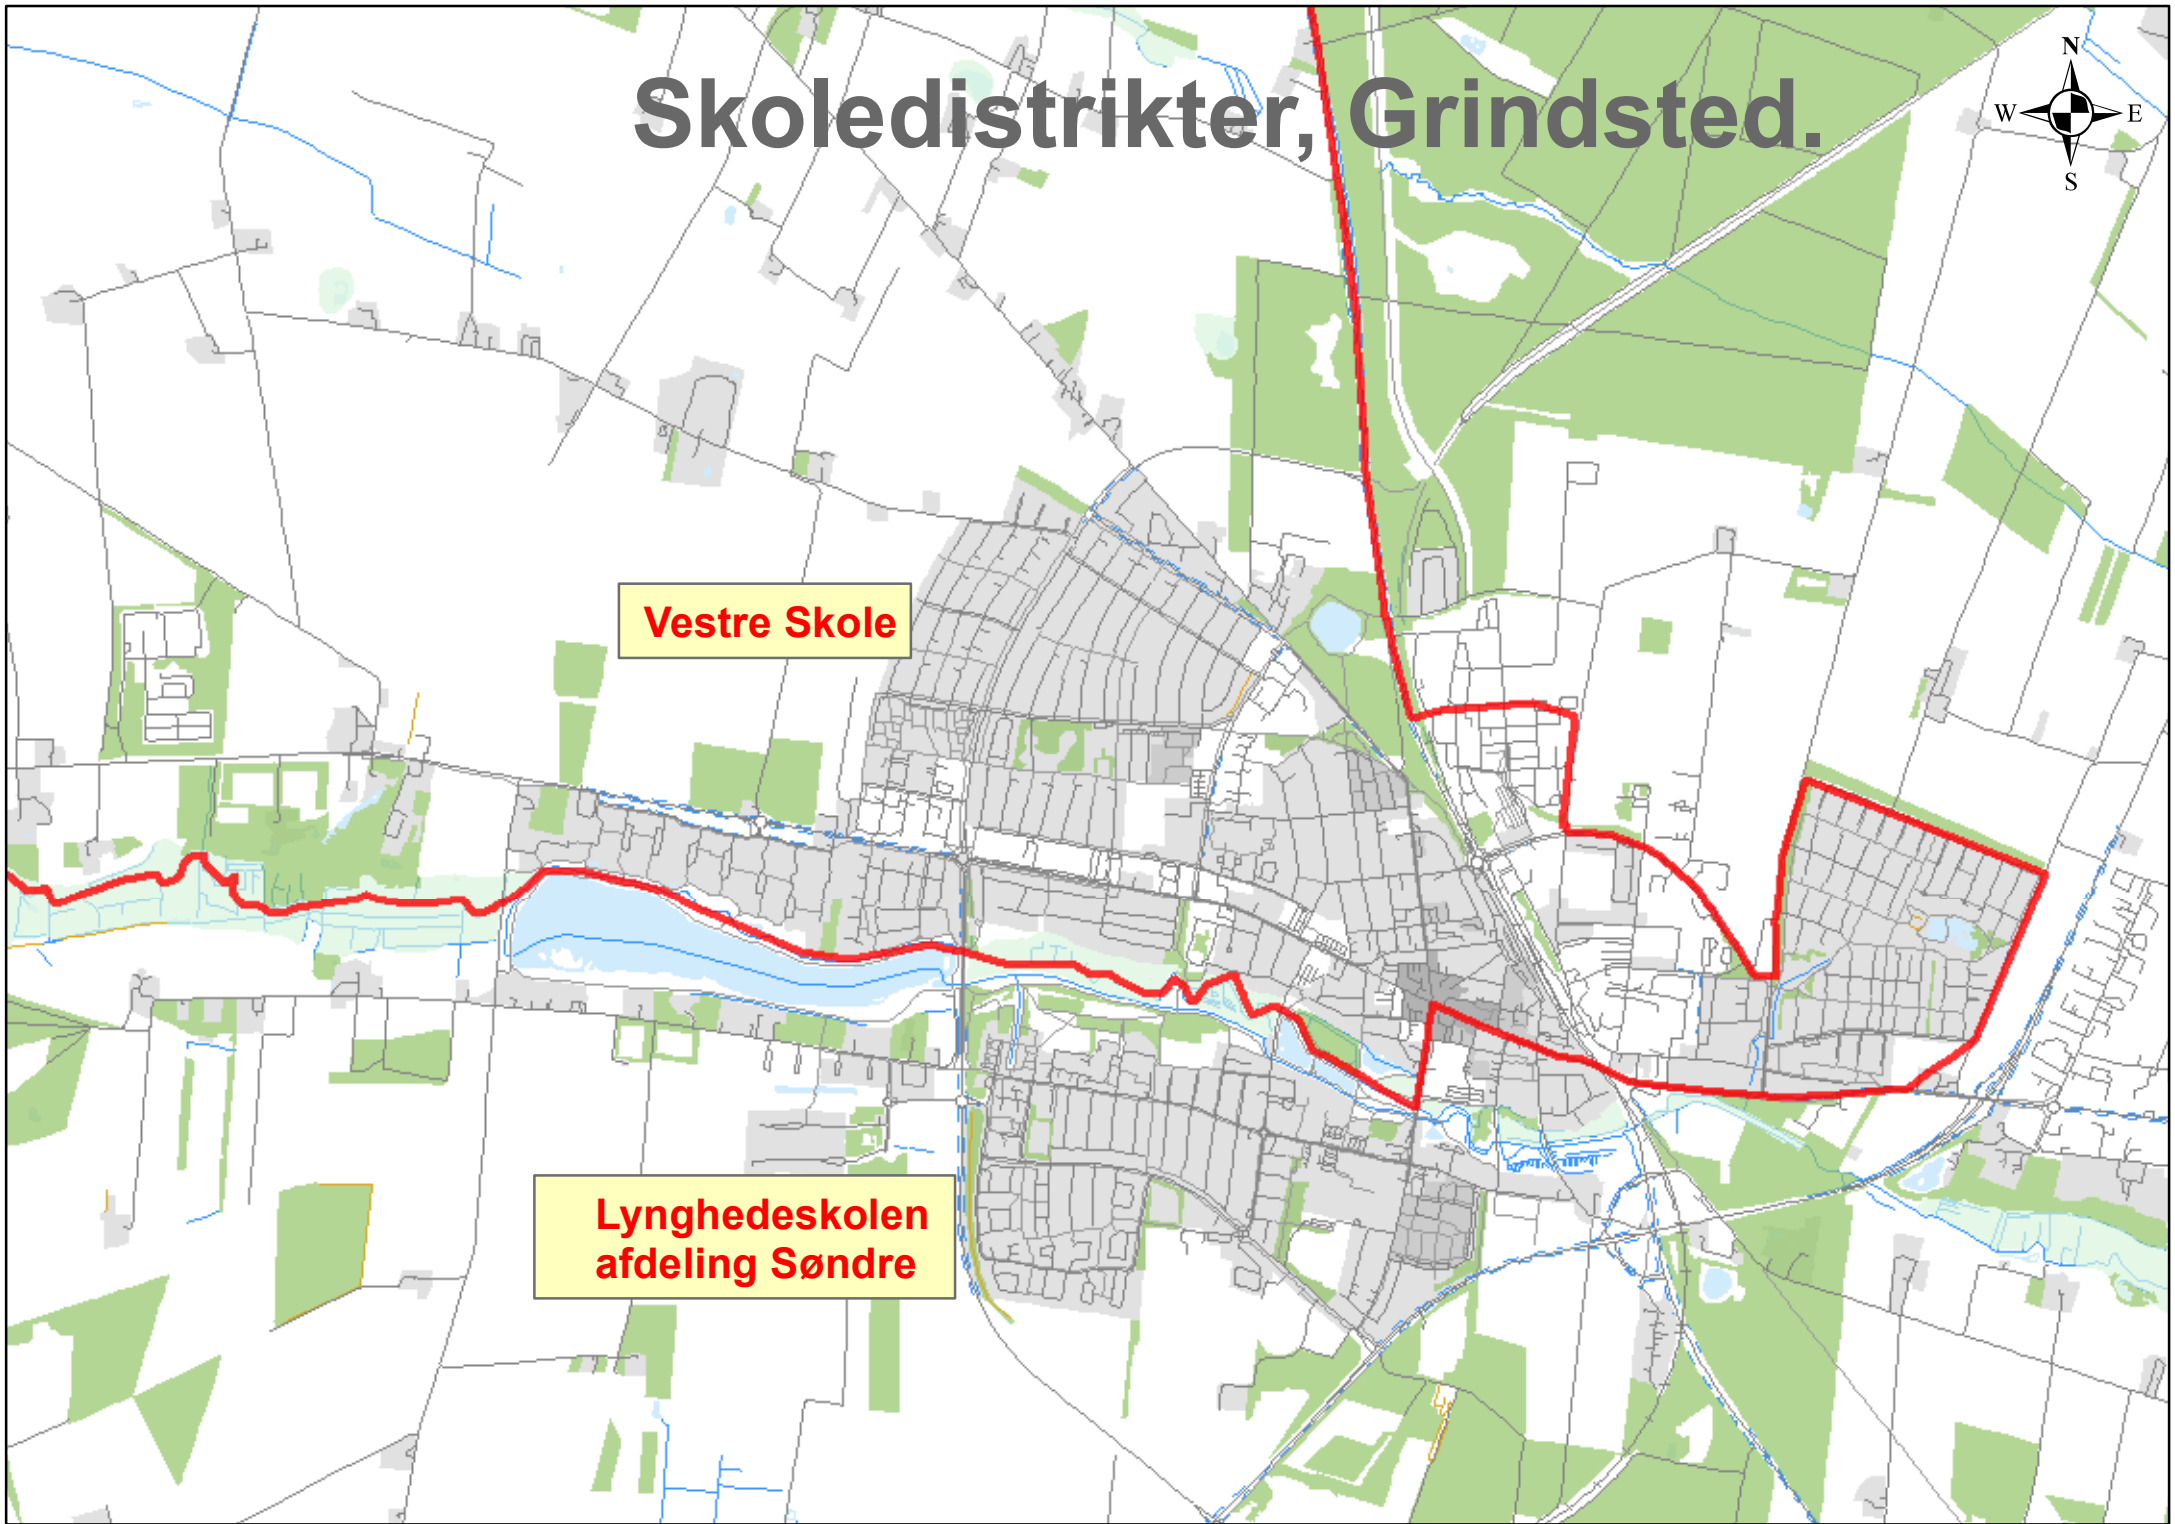 Skoledistrikter, Grindsted.
N
W E
S
Vestre Skole
Lynghedeskolen
afdeling Søndre